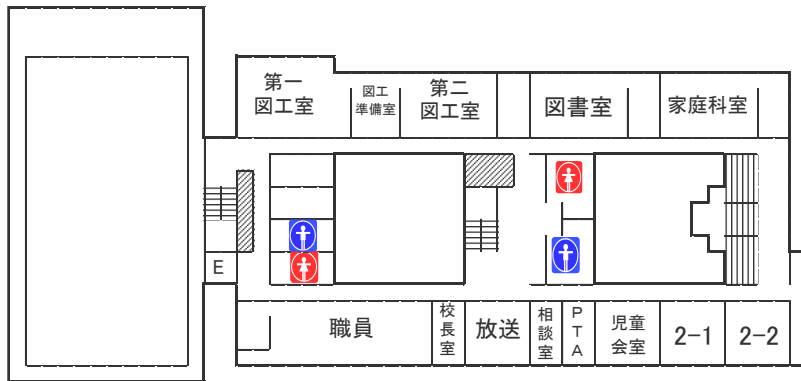 第一
図工室
図工
準備室
第二
図工室
図書室
家庭科室
E
職員
校長室
放送
相談室
PTA
児童
会室
2-1
2-2